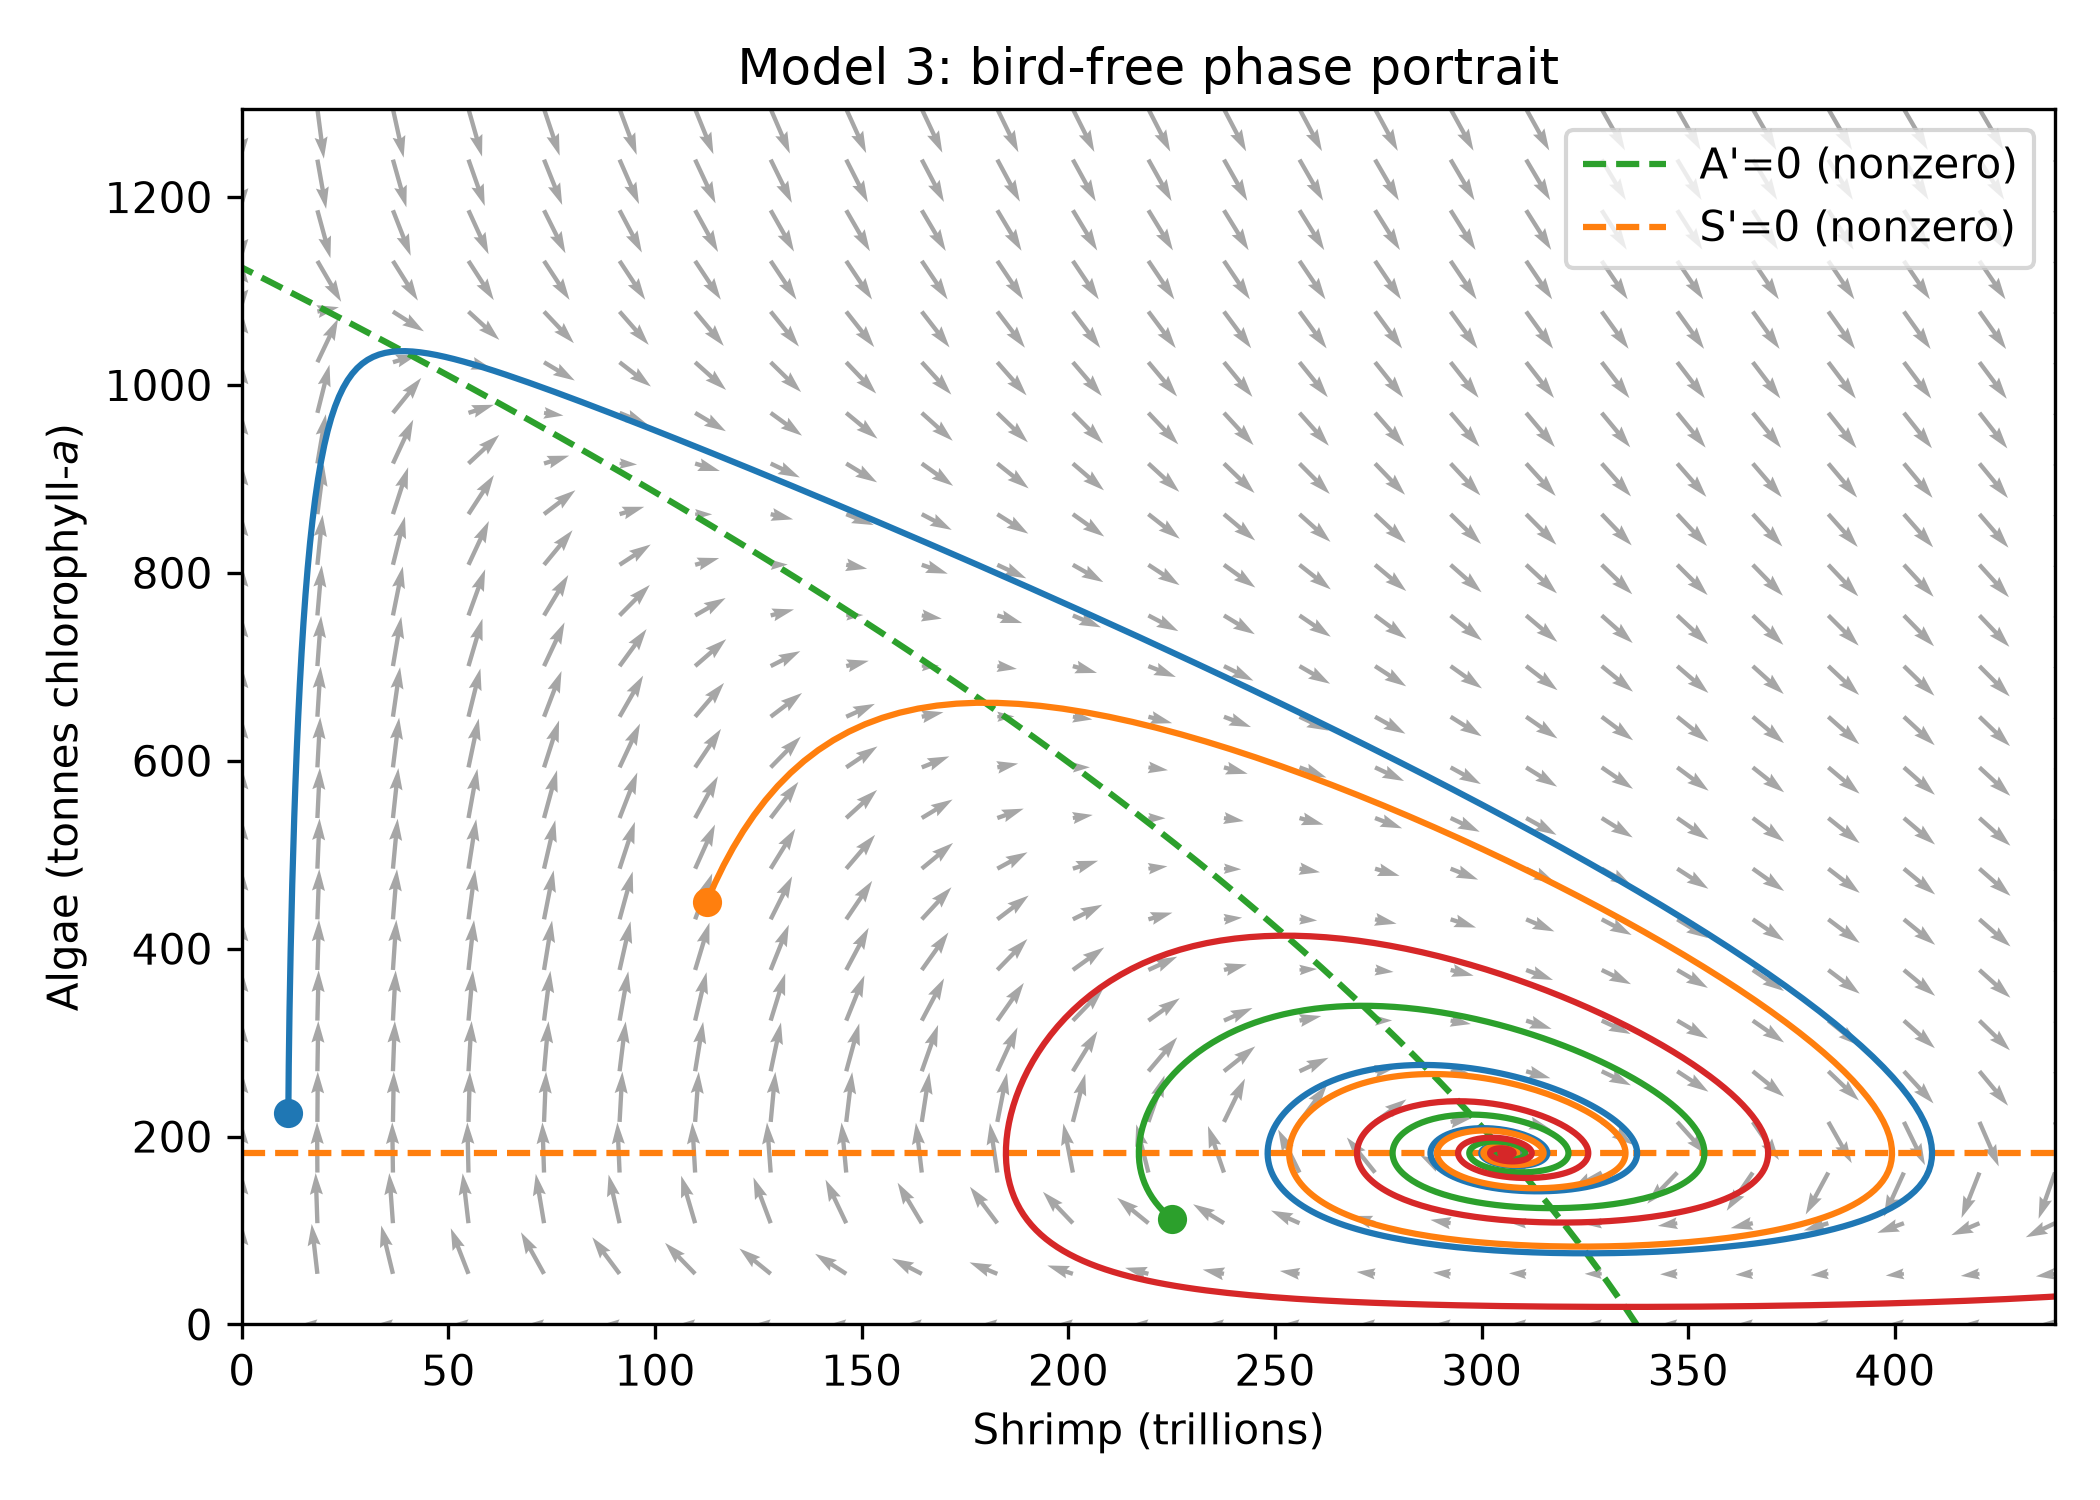 Model 3: bird-free phase portrait
A'=0 (nonzero)
S'=0 (nonzero)
Algae (tonnes chlorophyll-a)
1200
1000
800
600
400
200
0
0 50 100 150 200 250 300 350 400
Shrimp (trillions)